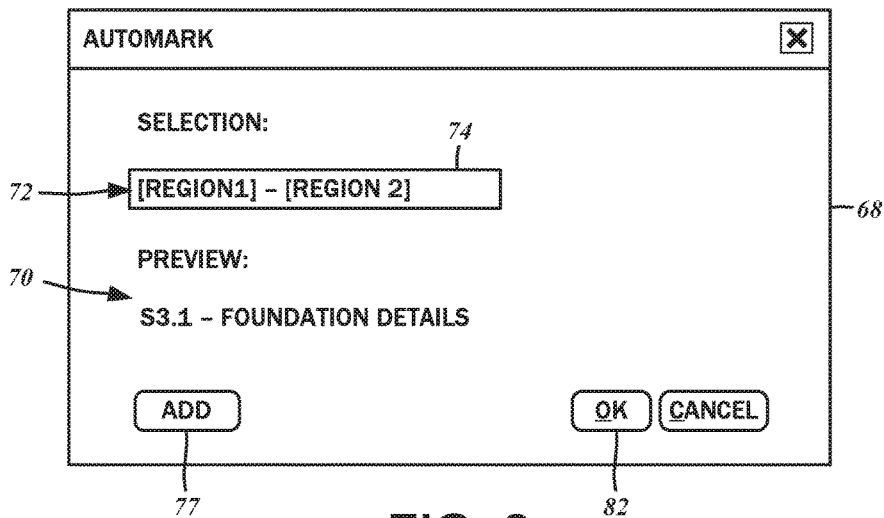 AUTOMARK
SELECTION:
74
72
[REGION1] – [REGION 2]
68
PREVIEW:
70
S3.1 – FOUNDATION DETAILS
ADD
OK
CANCEL
77
82